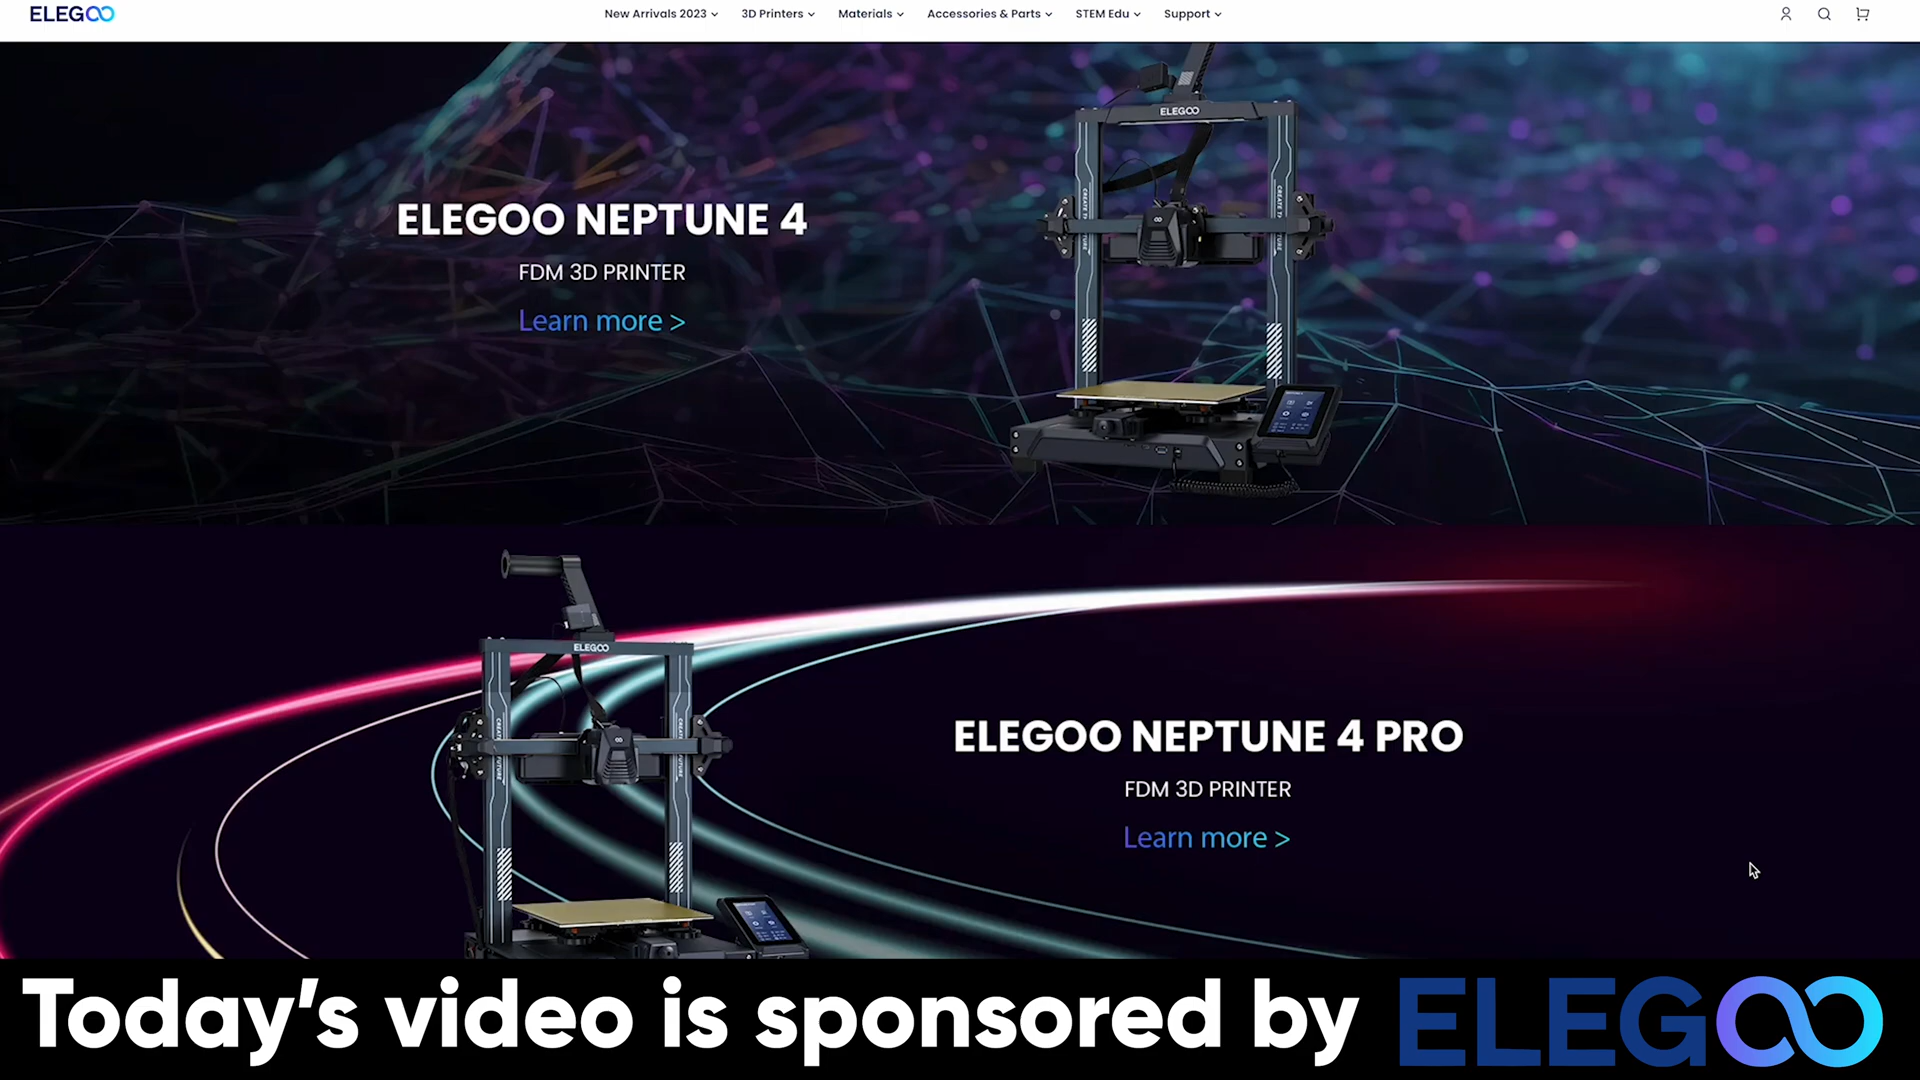 ELEGOO
New Arrivals 2023
3D Printers
Materials
Accessories & Parts
STEM Edu
Support
ELEGOO
ELEGOO NEPTUNE 4
FDM 3D PRINTER
Learn more >
ELEGOO
ELEGOO NEPTUNE 4 PRO
FDM 3D PRINTER
Learn more >
Today's video is sponsored by ELEGOO